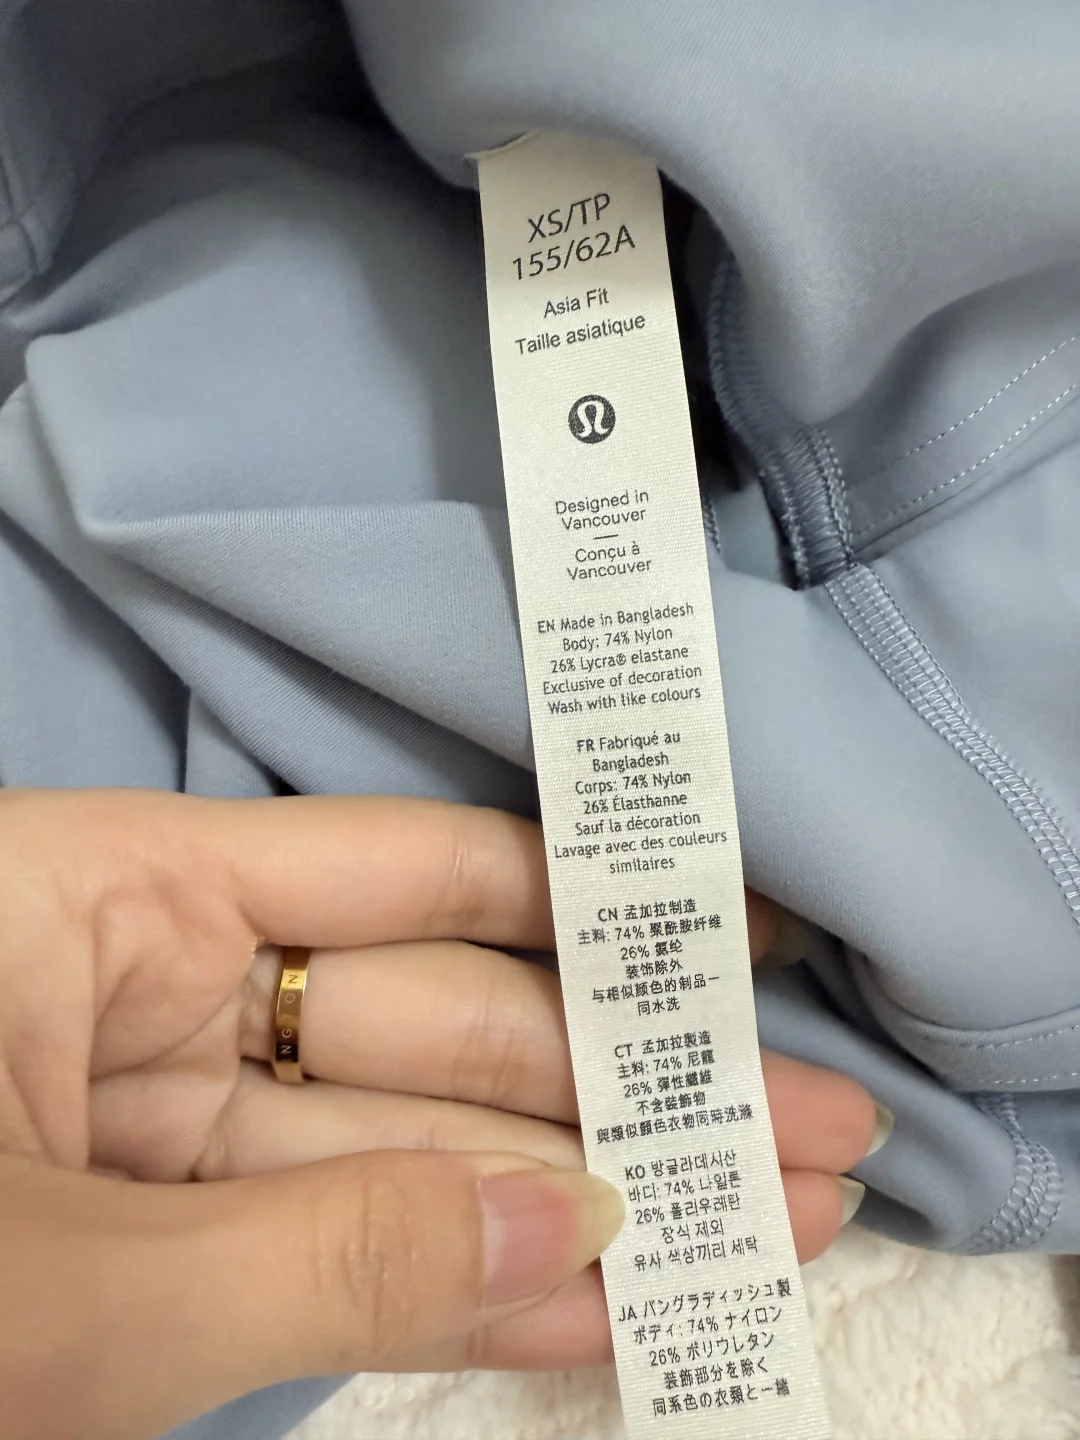 XS/TP
155/62A
Asia Fit
Taille asiatique
Designed in
Vancouver
Conçu à
Vancouver
EN Made in Bangladesh
Body: 74% Nylon
26% Lycra® elastane
Exclusive of decoration
Wash with like colours
FR Fabriqué au
Bangladesh
Corps: 74% Nylon
26% Élasthanne
Sauf la décoration
Lavage avec des couleurs
similaires
CN 孟加拉制造
主料: 74% 聚酰胺纤维
26% 氨纶
装饰除外
与相似颜色的制品一
同水洗
CT 孟加拉製造
主料: 74% 尼龍
26% 彈性纖維
不含裝飾物
與類似顏色衣物同時洗滌
KO 방글라데시산
바디: 74% 나일론
26% 폴리우레탄
장식 제외
유사 색상끼리 세탁
JA バングラディッシュ製
ボディ: 74% ナイロン
26% ポリウレタン
装飾部分を除く
同系色の衣類と一緒
NGION